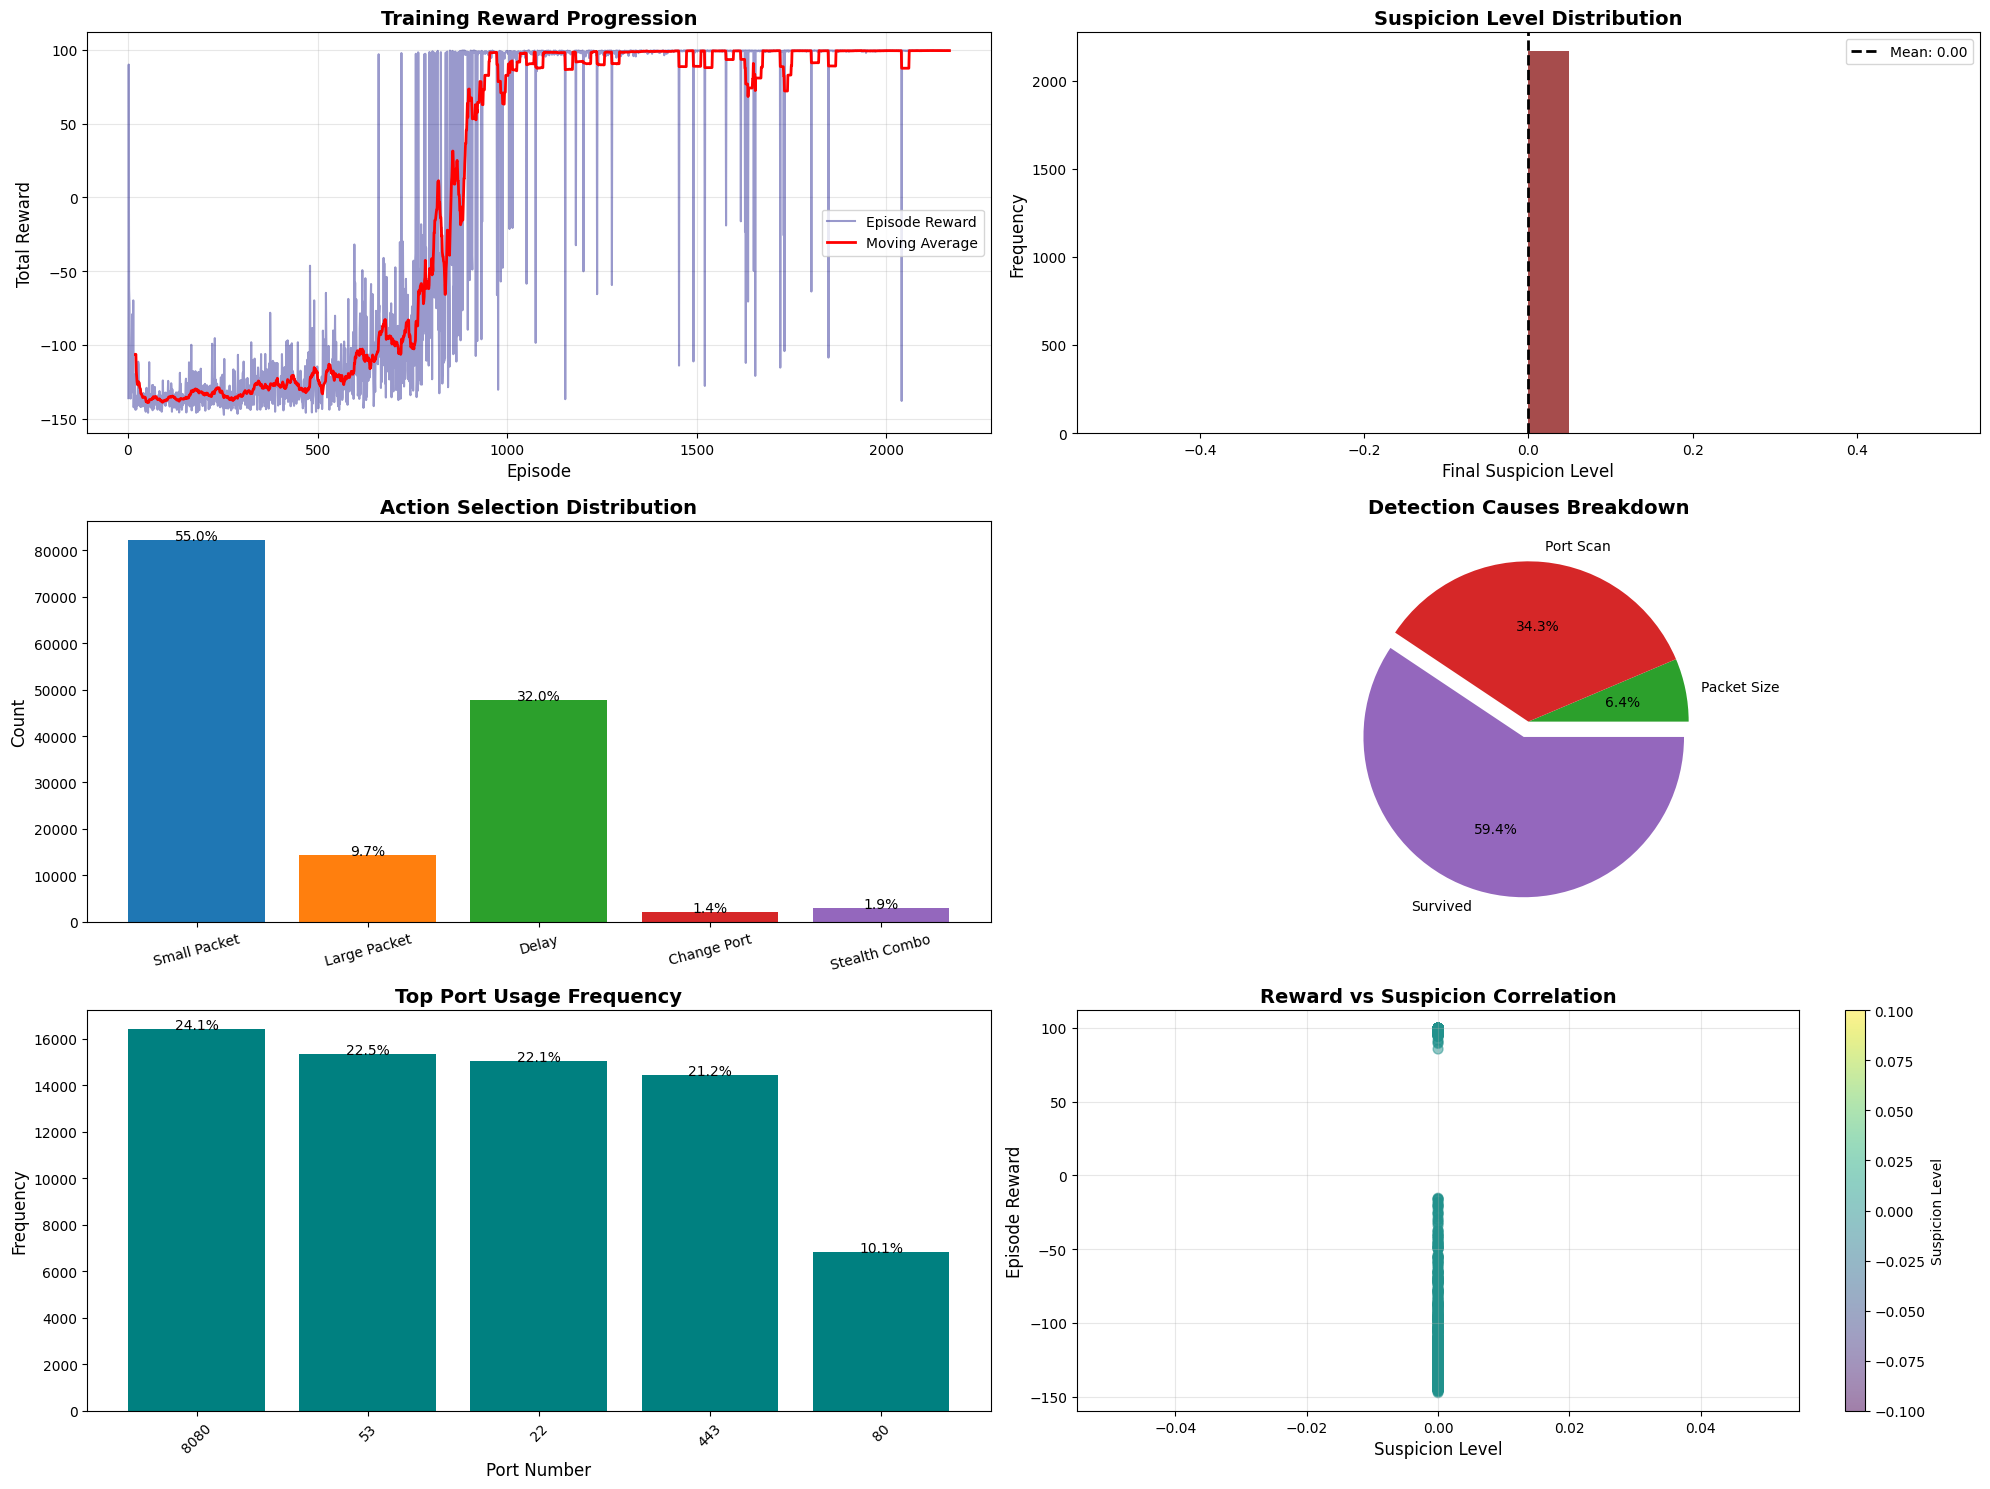 Training Reward Progression
100
50
0
−50
−100
−150
Total Reward
0
500
1000
1500
2000
Episode
Episode Reward
Moving Average
Suspicion Level Distribution
2000
1500
1000
500
0
Frequency
−0.4
−0.2
0.0
0.2
0.4
Final Suspicion Level
Mean: 0.00
Action Selection Distribution
80000
70000
60000
50000
40000
30000
20000
10000
0
Count
55.0%
9.7%
32.0%
1.4%
1.9%
Small Packet
Large Packet
Delay
Change Port
Stealth Combo
Detection Causes Breakdown
Port Scan
34.3%
Packet Size
6.4%
59.4%
Survived
Top Port Usage Frequency
16000
14000
12000
10000
8000
6000
4000
2000
0
Frequency
24.1%
22.5%
22.1%
21.2%
10.1%
8080
53
22
443
80
Port Number
Reward vs Suspicion Correlation
100
50
0
−50
−100
−150
Episode Reward
−0.04
−0.02
0.00
0.02
0.04
Suspicion Level
0.100
0.075
0.050
0.025
0.000
−0.025
−0.050
−0.075
−0.100
Suspicion Level